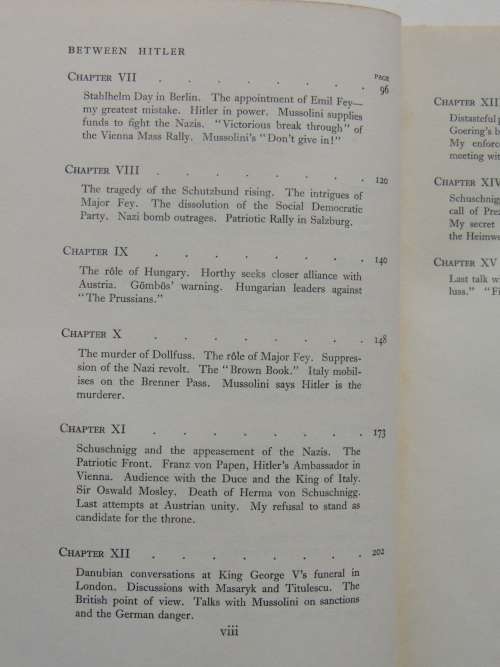 BETWEEN HITLER
PAGE
CHAPTER VII . . . . . . . 96
Stahlhelm Day in Berlin. The appointment of Emil Fey—
my greatest mistake. Hitler in power. Mussolini supplies
funds to fight the Nazis. "Victorious break through" of
the Vienna Mass Rally. Mussolini's "Don't give in!"
CHAPTER VIII . . . . . . . 120
The tragedy of the Schutzbund rising. The intrigues of
Major Fey. The dissolution of the Social Democratic
Party. Nazi bomb outrages. Patriotic Rally in Salzburg.
CHAPTER IX . . . . . . . 140
The rôle of Hungary. Horthy seeks closer alliance with
Austria. Gömbös' warning. Hungarian leaders against
"The Prussians."
CHAPTER X . . . . . . . 148
The murder of Dollfuss. The rôle of Major Fey. Suppres-
sion of the Nazi revolt. The "Brown Book." Italy mobil-
ises on the Brenner Pass. Mussolini says Hitler is the
murderer.
CHAPTER XI . . . . . . . 173
Schuschnigg and the appeasement of the Nazis. The
Patriotic Front. Franz von Papen, Hitler's Ambassador in
Vienna. Audience with the Duce and the King of Italy.
Sir Oswald Mosley. Death of Herma von Schuschnigg.
Last attempts at Austrian unity. My refusal to stand as
candidate for the throne.
CHAPTER XII . . . . . . . 202
Danubian conversations at King George V's funeral in
London. Discussions with Masaryk and Titulescu. The
British point of view. Talks with Mussolini on sanctions
and the German danger.
viii
CHAPTER XIII
Distasteful
Goering's
My enforce
meeting
CHAPTER XIV
Schuschnigg
call of
My secret
the Heimwe
CHAPTER XV
Last talk
luss."